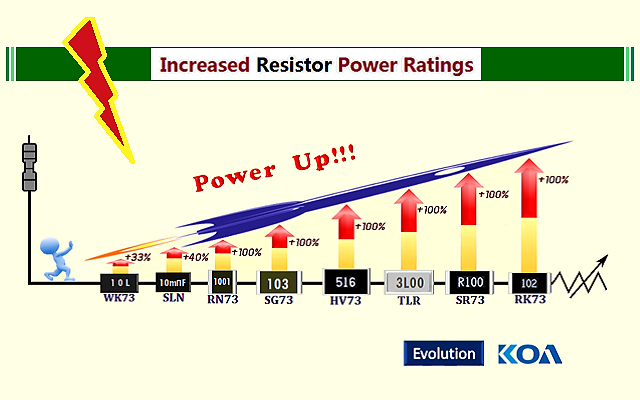 Increased Resistor Power Ratings
Power Up!!!
+33%
+40%
+100%
+100%
+100%
+100%
+100%
+100%
10L
10mΩF
1001
103
516
3L00
R100
102
WK73
SLN
RN73
SG73
HV73
TLR
SR73
RK73
Evolution
KOA